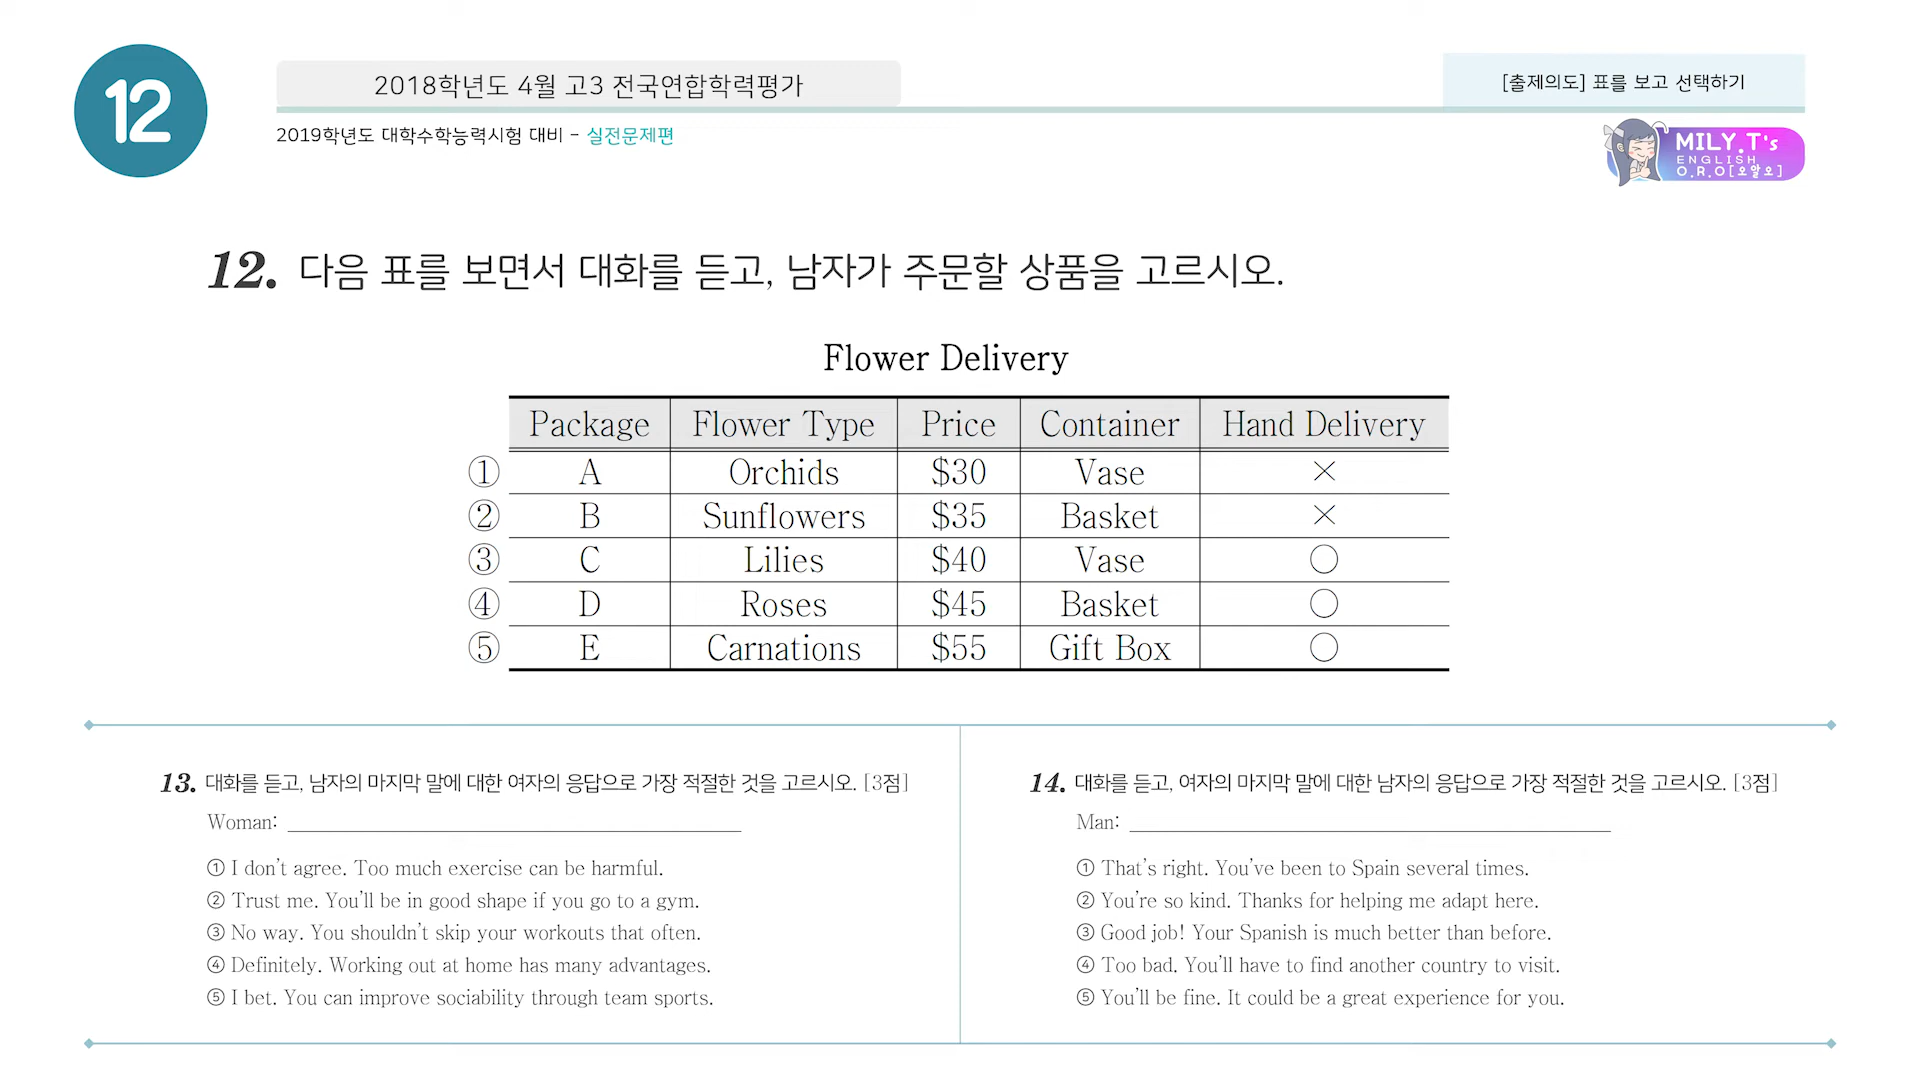 12
2018학년도 4월 고3 전국연합학력평가
[출제의도] 표를 보고 선택하기
2019학년도 대학수학능력시험 대비 - 실전문제편
MILY.T's
ENGLISH
O.R.O[오알오]
12. 다음 표를 보면서 대화를 듣고, 남자가 주문할 상품을 고르시오.
Flower Delivery
Package Flower Type Price Container Hand Delivery
① A Orchids $30 Vase ×
② B Sunflowers $35 Basket ×
③ C Lilies $40 Vase ○
④ D Roses $45 Basket ○
⑤ E Carnations $55 Gift Box ○
13. 대화를 듣고, 남자의 마지막 말에 대한 여자의 응답으로 가장 적절한 것을 고르시오. [3점]
Woman:
① I don't agree. Too much exercise can be harmful.
② Trust me. You'll be in good shape if you go to a gym.
③ No way. You shouldn't skip your workouts that often.
④ Definitely. Working out at home has many advantages.
⑤ I bet. You can improve sociability through team sports.
14. 대화를 듣고, 여자의 마지막 말에 대한 남자의 응답으로 가장 적절한 것을 고르시오. [3점]
Man:
① That's right. You've been to Spain several times.
② You're so kind. Thanks for helping me adapt here.
③ Good job! Your Spanish is much better than before.
④ Too bad. You'll have to find another country to visit.
⑤ You'll be fine. It could be a great experience for you.